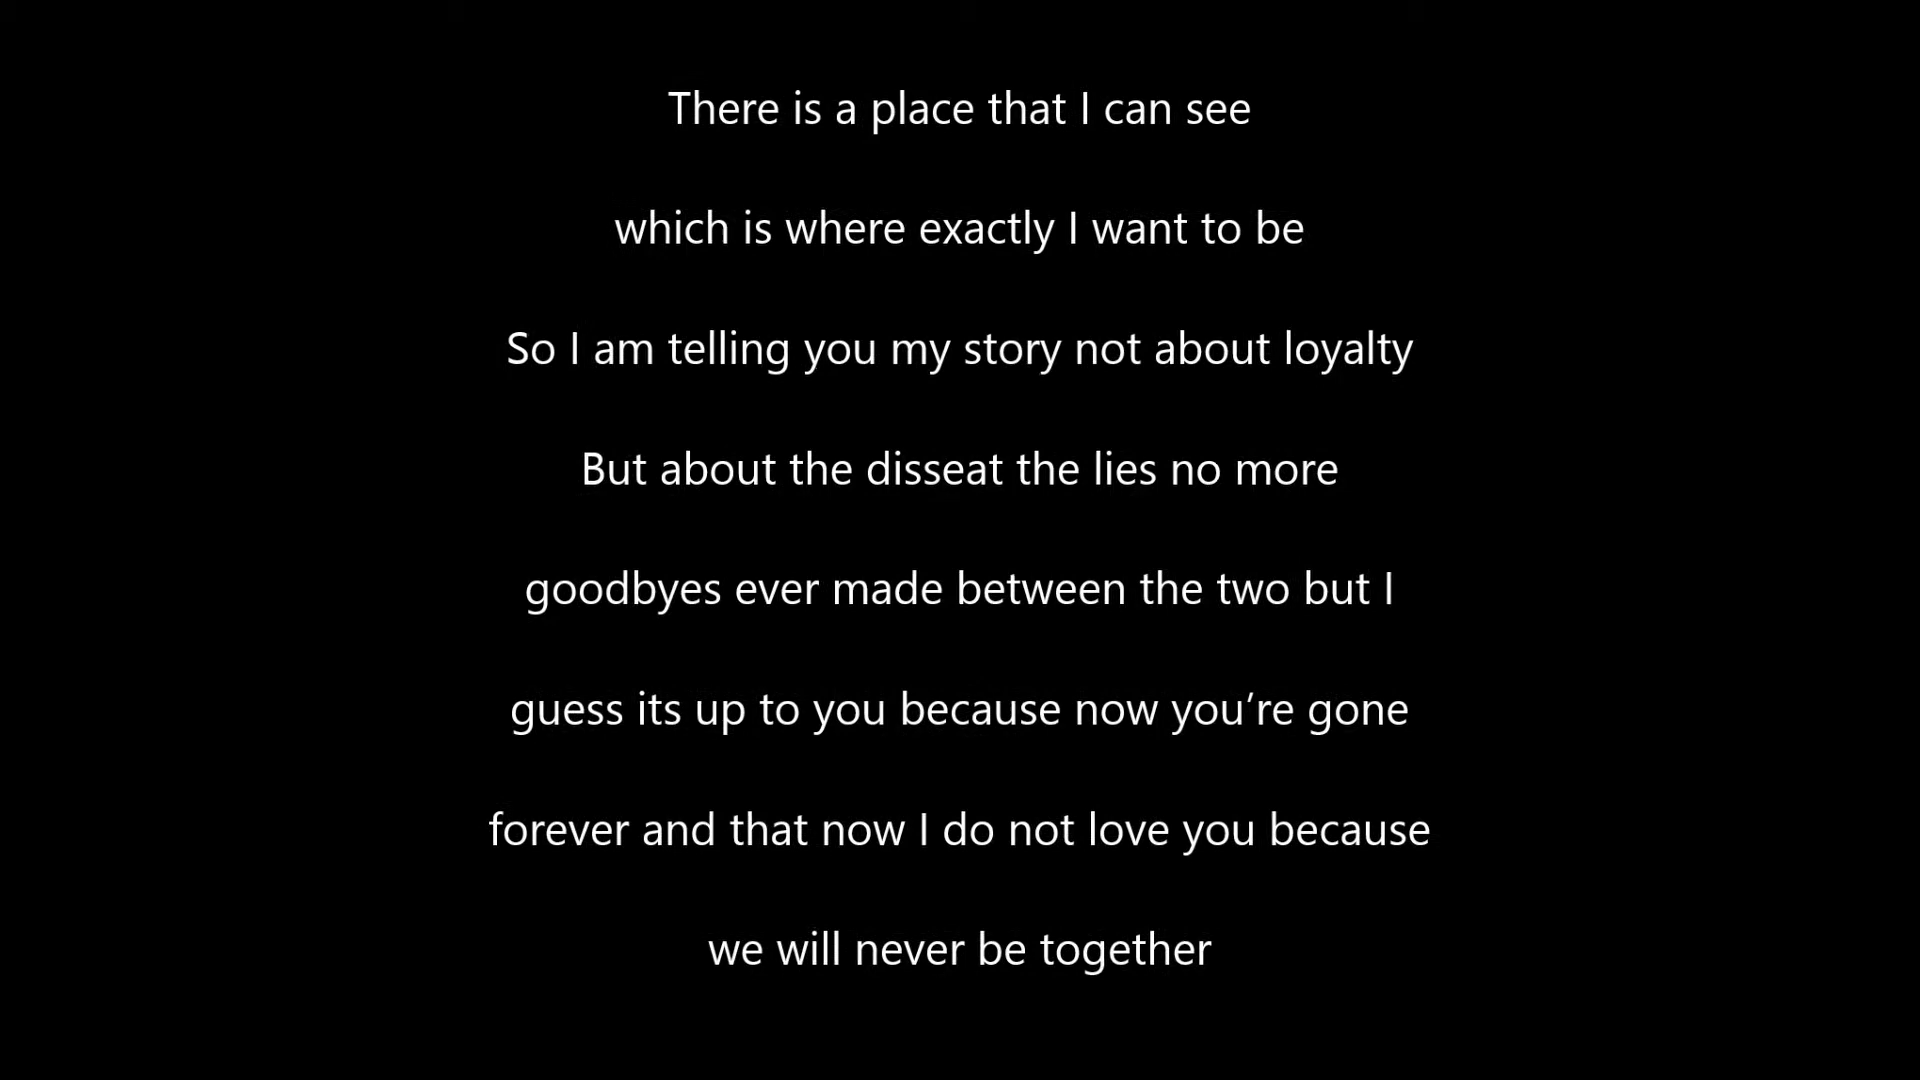 There is a place that I can see
which is where exactly I want to be
So I am telling you my story not about loyalty
But about the disseat the lies no more
goodbyes ever made between the two but I
guess its up to you because now you’re gone
forever and that now I do not love you because
we will never be together